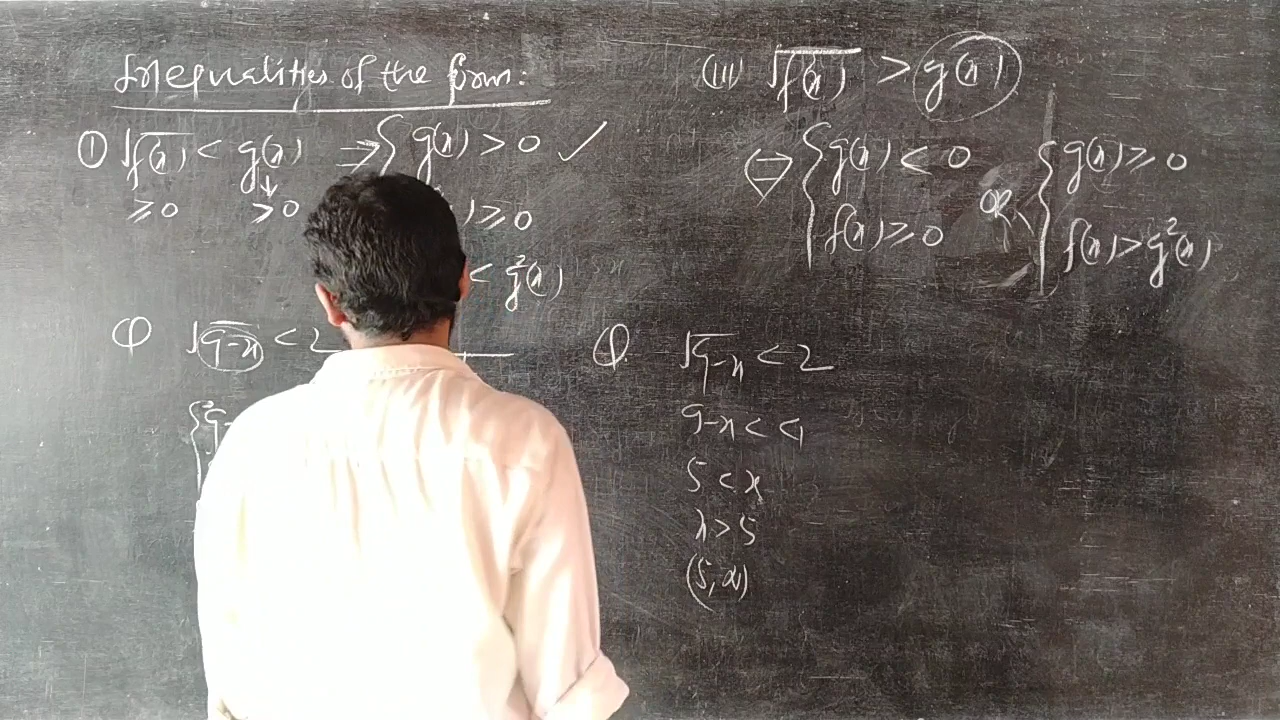 Inequalities of the form:
① √f(x) < g(x) ⇒ { g(x) > 0 ✓
≥0 >0 ) ≥ 0
< g²(x)
Q √9-x < 2
{ 9-
(III) √f(x) > g(x)
⇔ { g(x) < 0 OR { g(x) ≥ 0
f(x) ≥ 0 f(x) > g²(x)
Q. √9-x < 2
9-x < 4
5 < x
x > 5
(5, ∞)